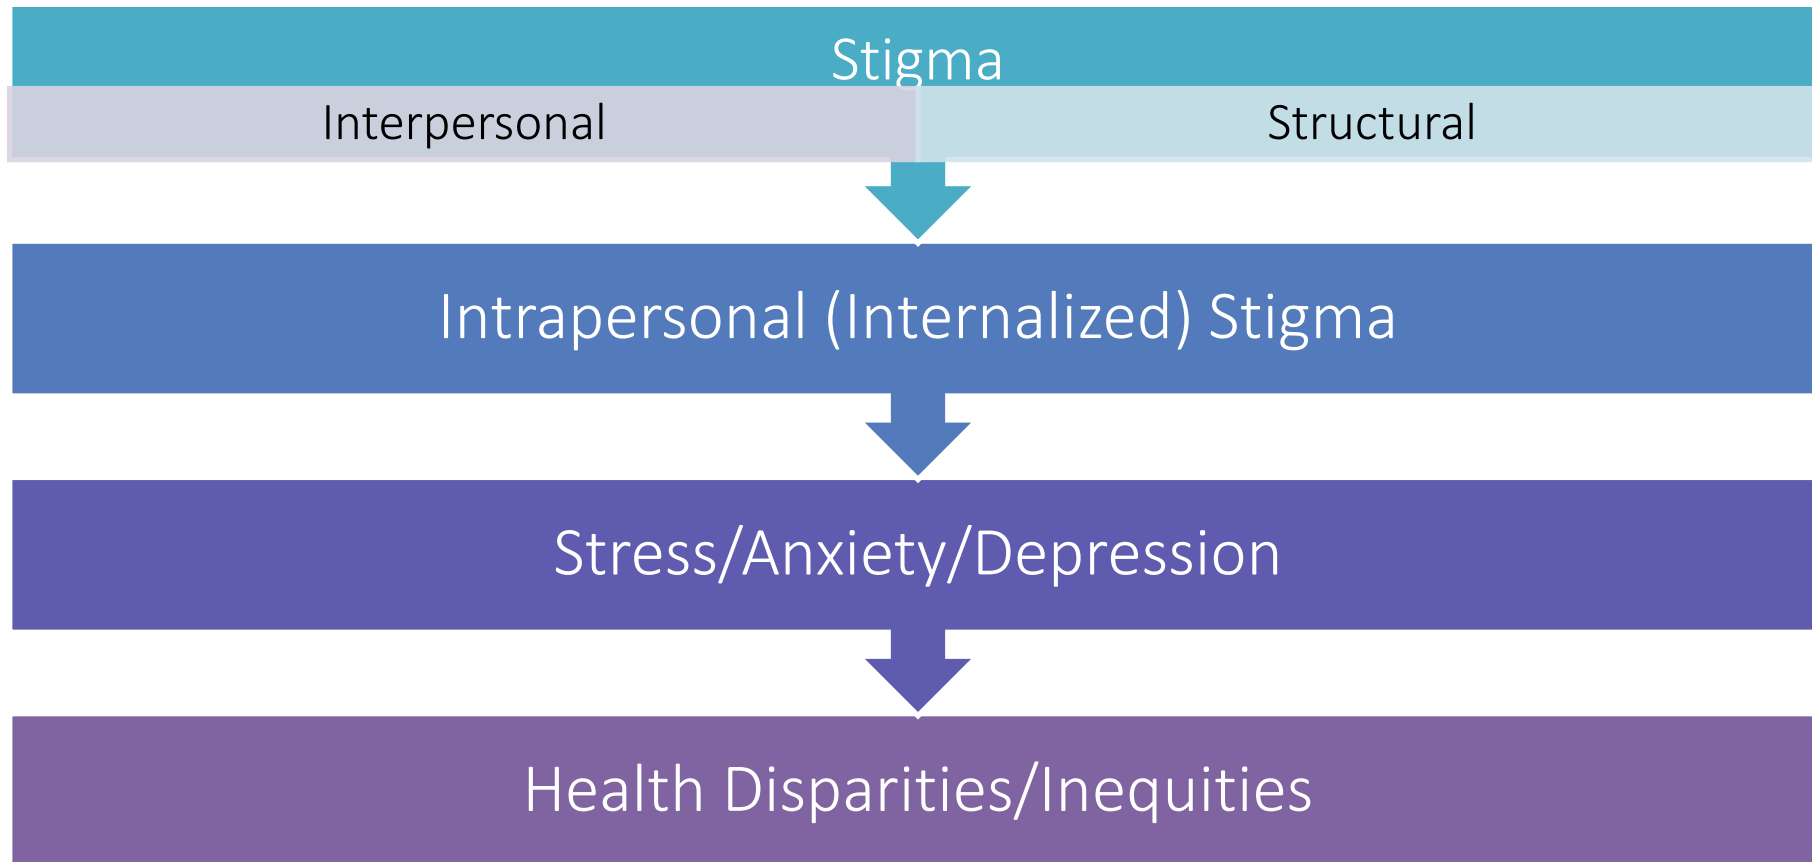 Stigma
Interpersonal
Structural
Intrapersonal (Internalized) Stigma
Stress/Anxiety/Depression
Health Disparities/Inequities